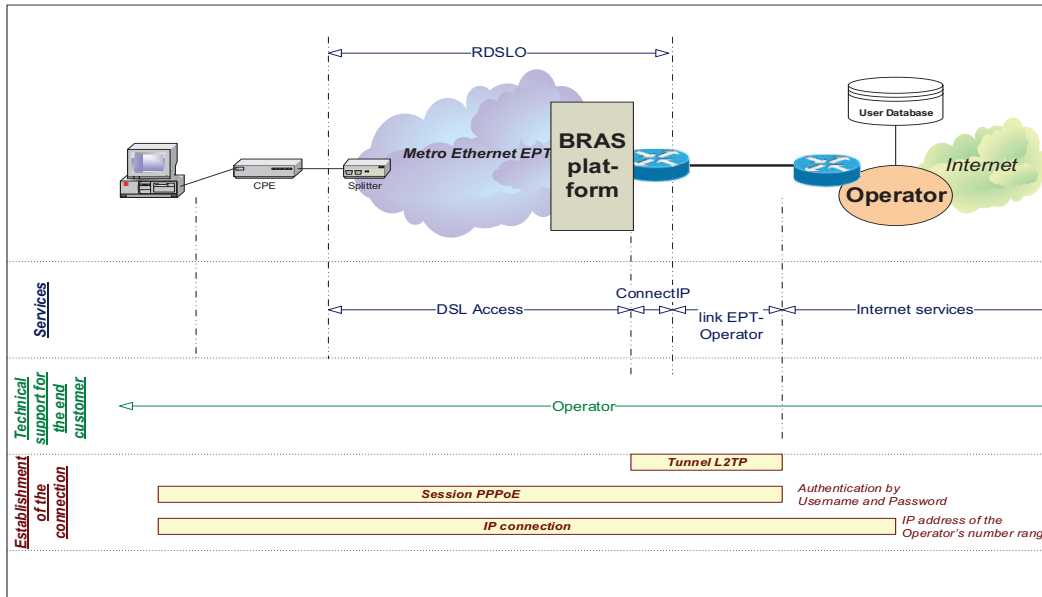 RDSLO
User Database
Metro Ethernet EPT
BRAS
plat-
form
Internet
Operator
CPE
Splitter
Services
DSL Access
ConnectIP
link EPT-
Operator
Internet services
Technical
support for
the end
customer
Operator
Establishment
of the
connection
Tunnel L2TP
Session PPPoE
Authentication by
Username and Password
IP connection
IP address of the
Operator's number rang